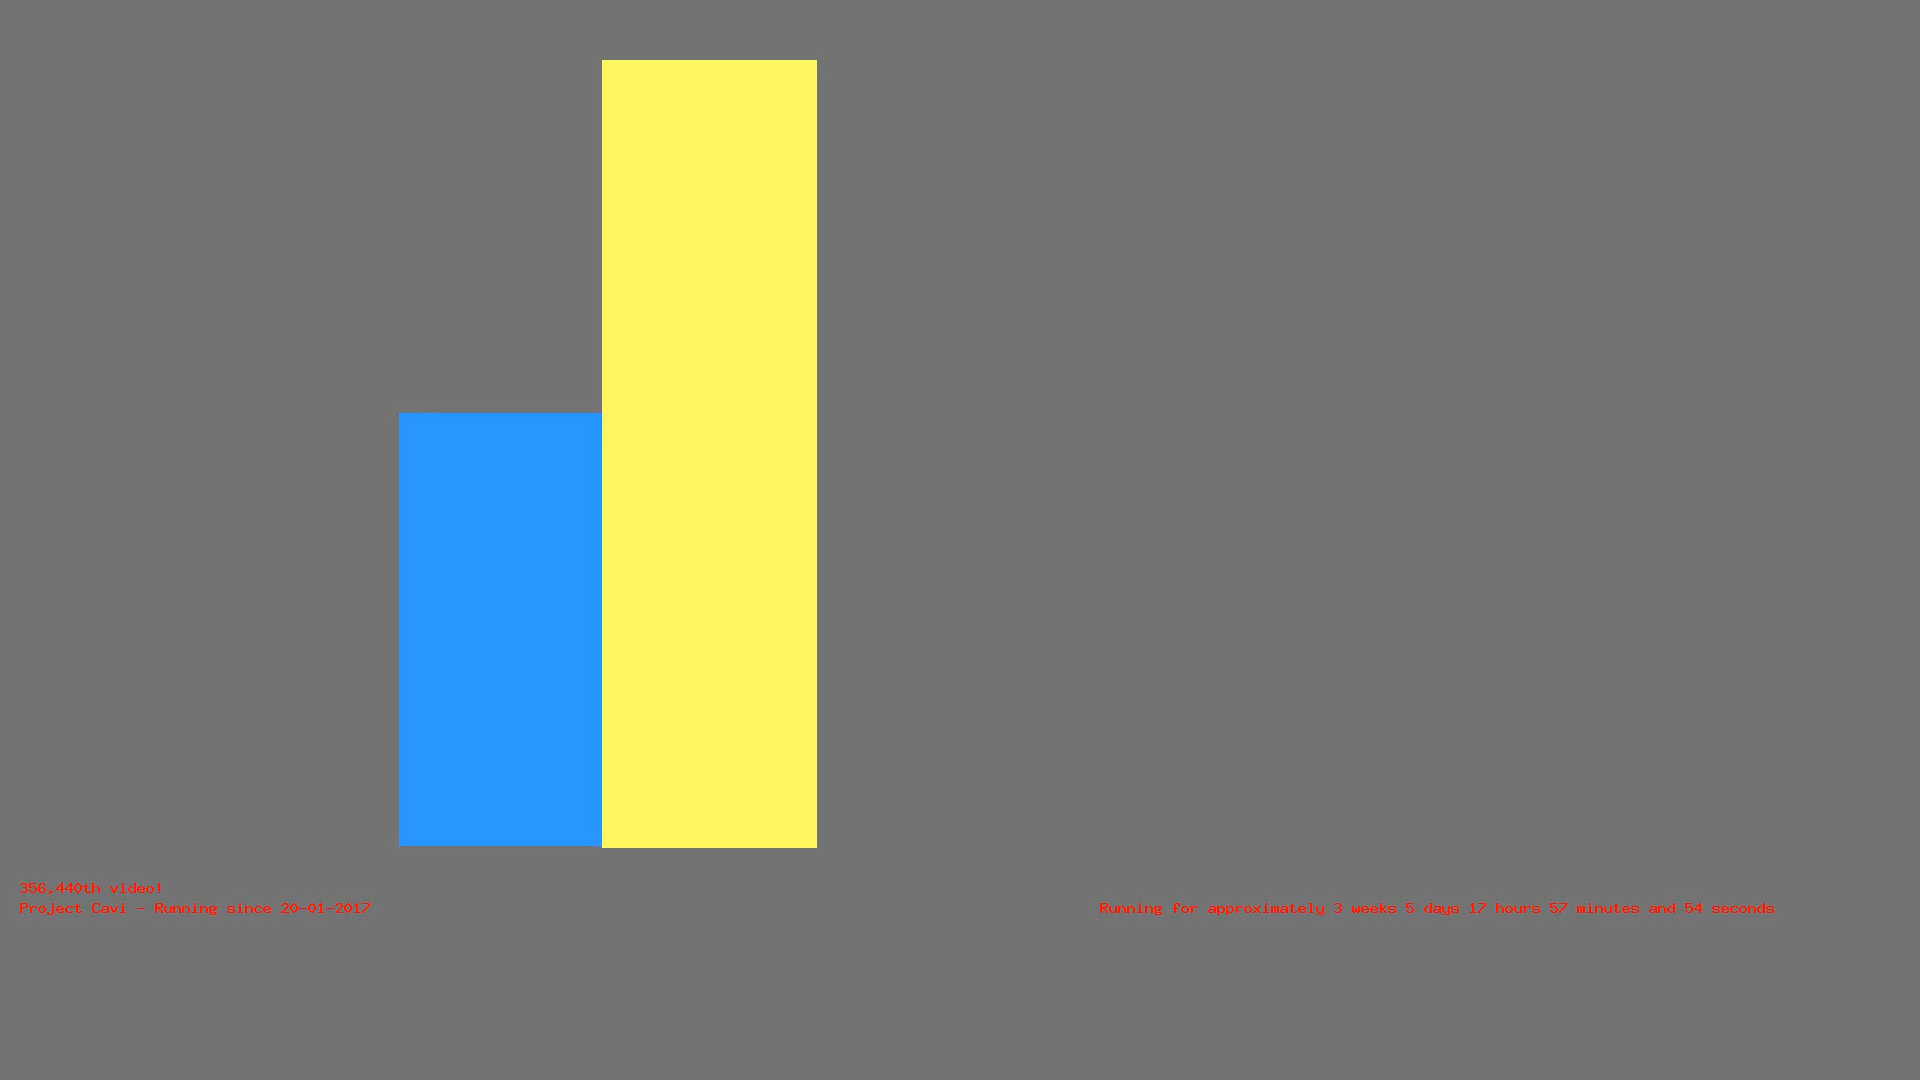 356,440th video!
Project Cavi - Running since 20-01-2017
Running for approximately 3 weeks 5 days 17 hours 57 minutes and 54 seconds